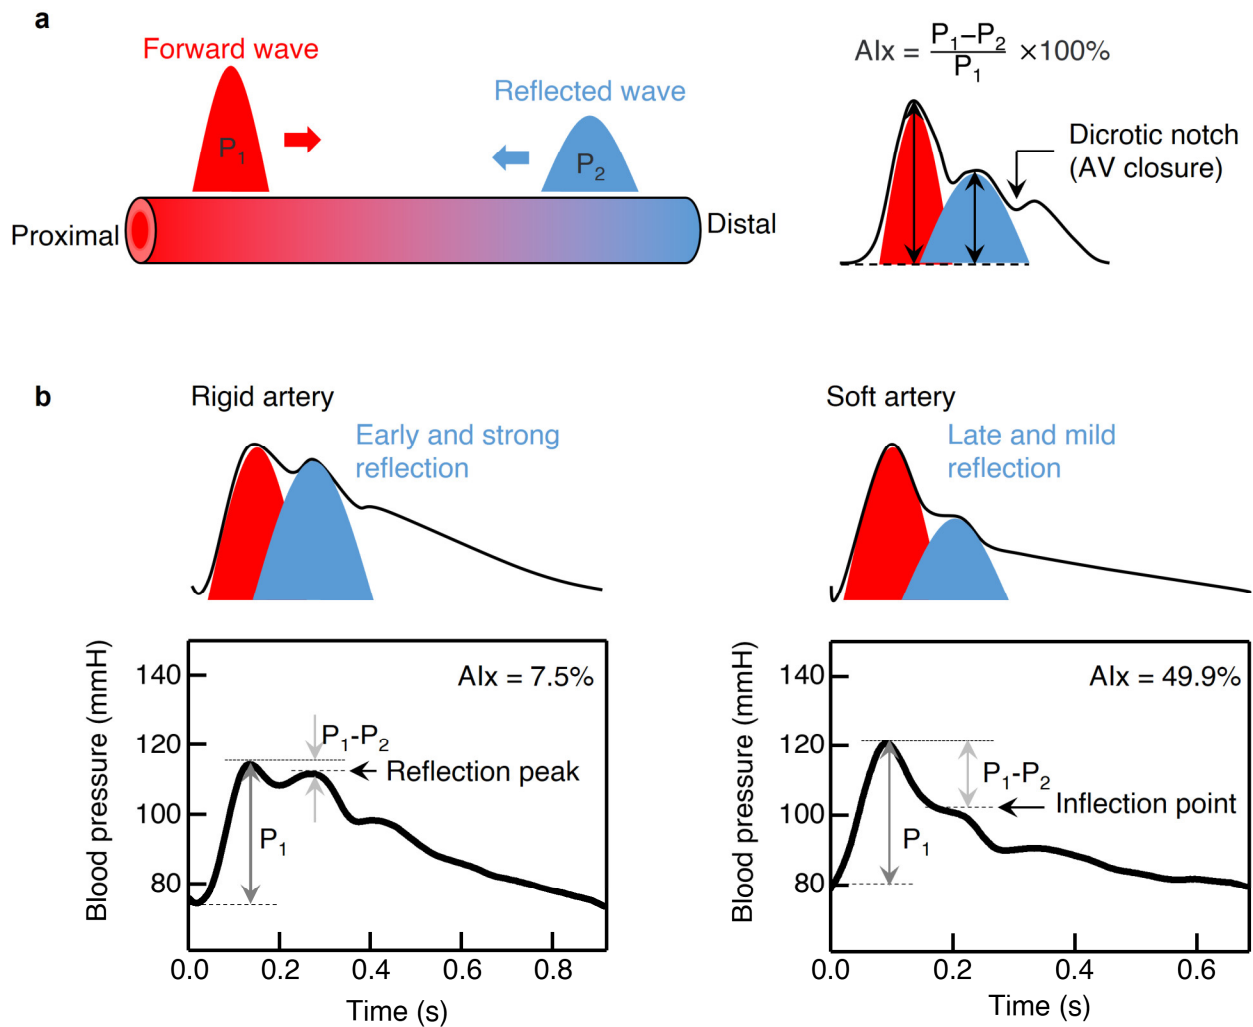 a
Forward wave
P₁
Reflected wave
P₂
Proximal
Distal
AIx = P₁−P₂ / P₁ ×100%
Dicrotic notch
(AV closure)
b
Rigid artery
Early and strong
reflection
Soft artery
Late and mild
reflection
Blood pressure (mmH)
140
120
100
80
AIx = 7.5%
P₁-P₂
Reflection peak
P₁
0.0 0.2 0.4 0.6 0.8
Time (s)
Blood pressure (mmH)
140
120
100
80
AIx = 49.9%
P₁-P₂
Inflection point
P₁
0.0 0.2 0.4 0.6
Time (s)